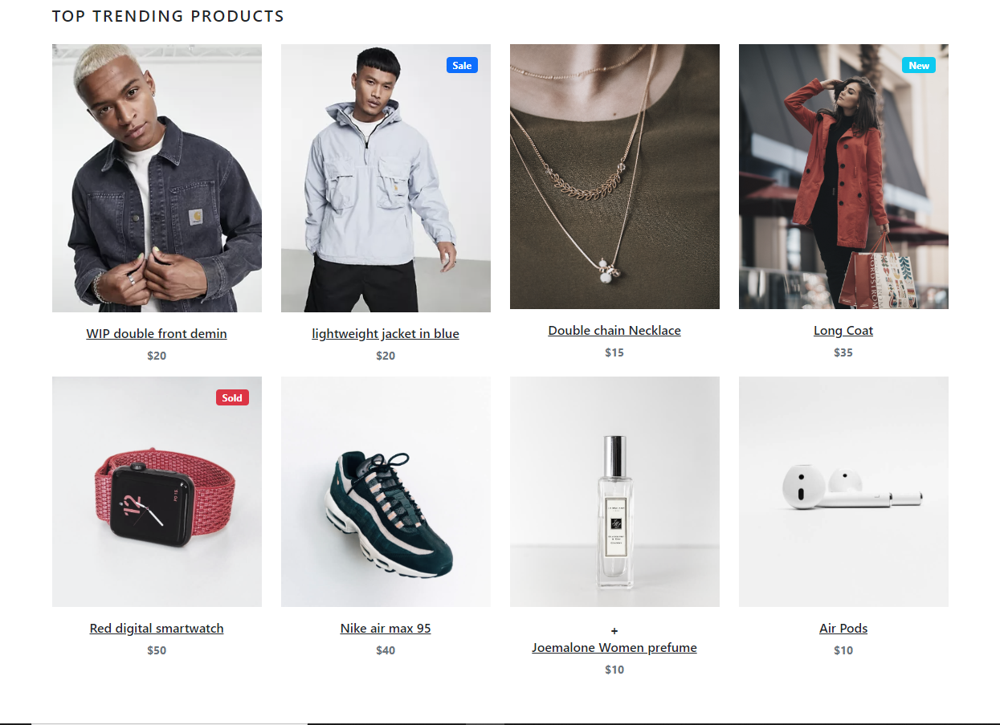 TOP TRENDING PRODUCTS
Sale
New
WIP double front demin
$20
lightweight jacket in blue
$20
Double chain Necklace
$15
Long Coat
$35
Sold
12
Red digital smartwatch
$50
Nike air max 95
$40
+
Joemalone Women prefume
$10
Air Pods
$10
NORDSTROM